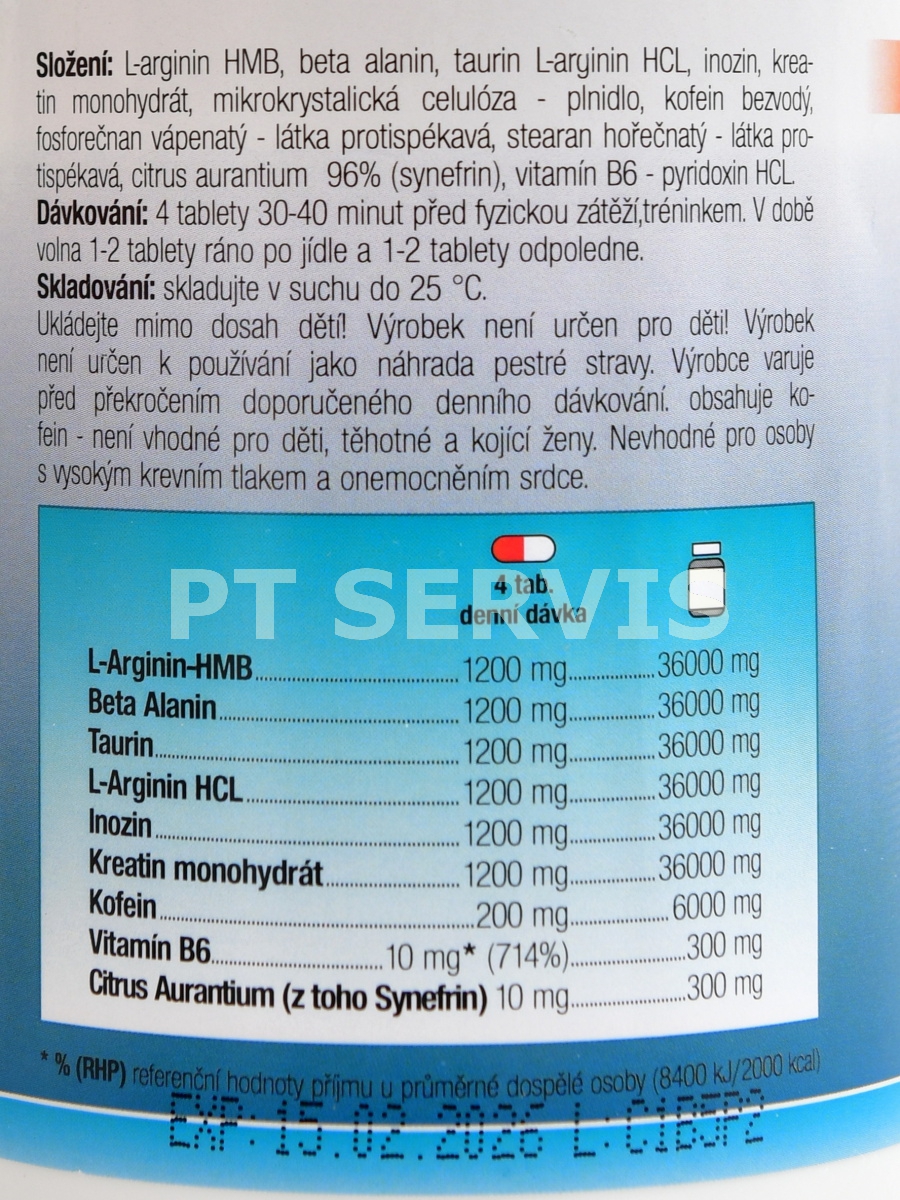 Složení: L-arginin HMB, beta alanin, taurin L-arginin HCL, inozin, krea-
tin monohydrát, mikrokrystalická celulóza - plnidlo, kofein bezvodý,
fosforečnan vápenatý - látka protispékavá, stearan hořečnatý - látka pro-
tispékavá, citrus aurantium 96% (synefrin), vitamín B6 - pyridoxin HCL.
Dávkování: 4 tablety 30-40 minut před fyzickou zátěží,tréninkem. V době
volna 1-2 tablety ráno po jídle a 1-2 tablety odpoledne.
Skladování: skladujte v suchu do 25 °C.
Ukládejte mimo dosah dětí! Výrobek není určen pro děti! Výrobek
není určen k používání jako náhrada pestré stravy. Výrobce varuje
před překročením doporučeného denního dávkování. obsahuje ko-
fein - není vhodné pro děti, těhotné a kojící ženy. Nevhodné pro osoby
s vysokým krevním tlakem a onemocněním srdce.
PT SERVIS
4 tab.
denní dávka
L-Arginin-HMB 1200 mg 36000 mg
Beta Alanin 1200 mg 36000 mg
Taurin 1200 mg 36000 mg
L-Arginin HCL 1200 mg 36000 mg
Inozin 1200 mg 36000 mg
Kreatin monohydrát 1200 mg 36000 mg
Kofein 200 mg 6000 mg
Vitamín B6 10 mg* (714%) 300 mg
Citrus Aurantium (z toho Synefrin) 10 mg 300 mg
* % (RHP) referenční hodnoty příjmu u průměrné dospělé osoby (8400 kJ/2000 kcal)
EXP: 15.02.2026 L: C1B5P2